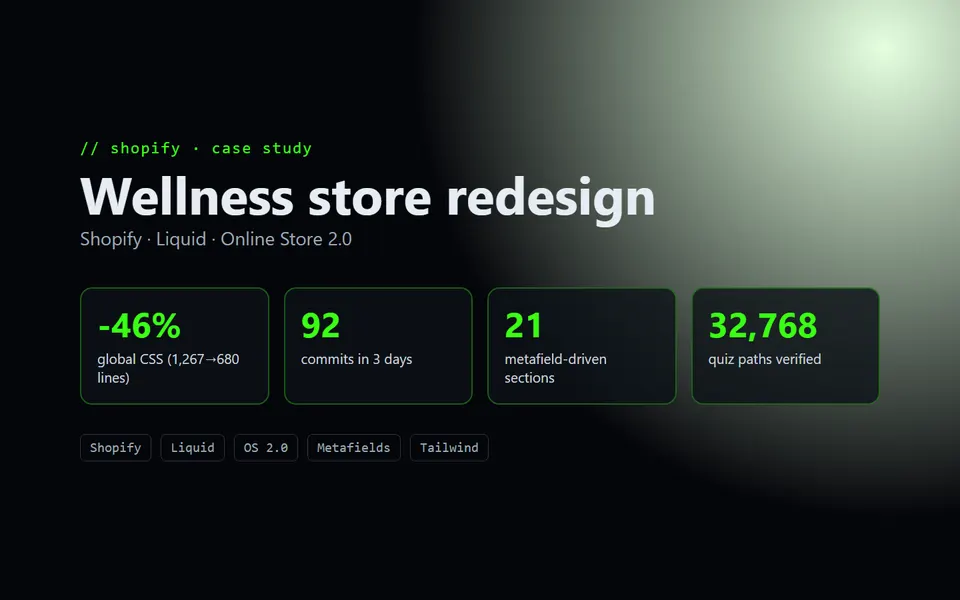 // shopify · case study
Wellness store redesign
Shopify · Liquid · Online Store 2.0
-46%
global CSS (1,267→680
lines)
92
commits in 3 days
21
metafield-driven
sections
32,768
quiz paths verified
Shopify
Liquid
OS 2.0
Metafields
Tailwind